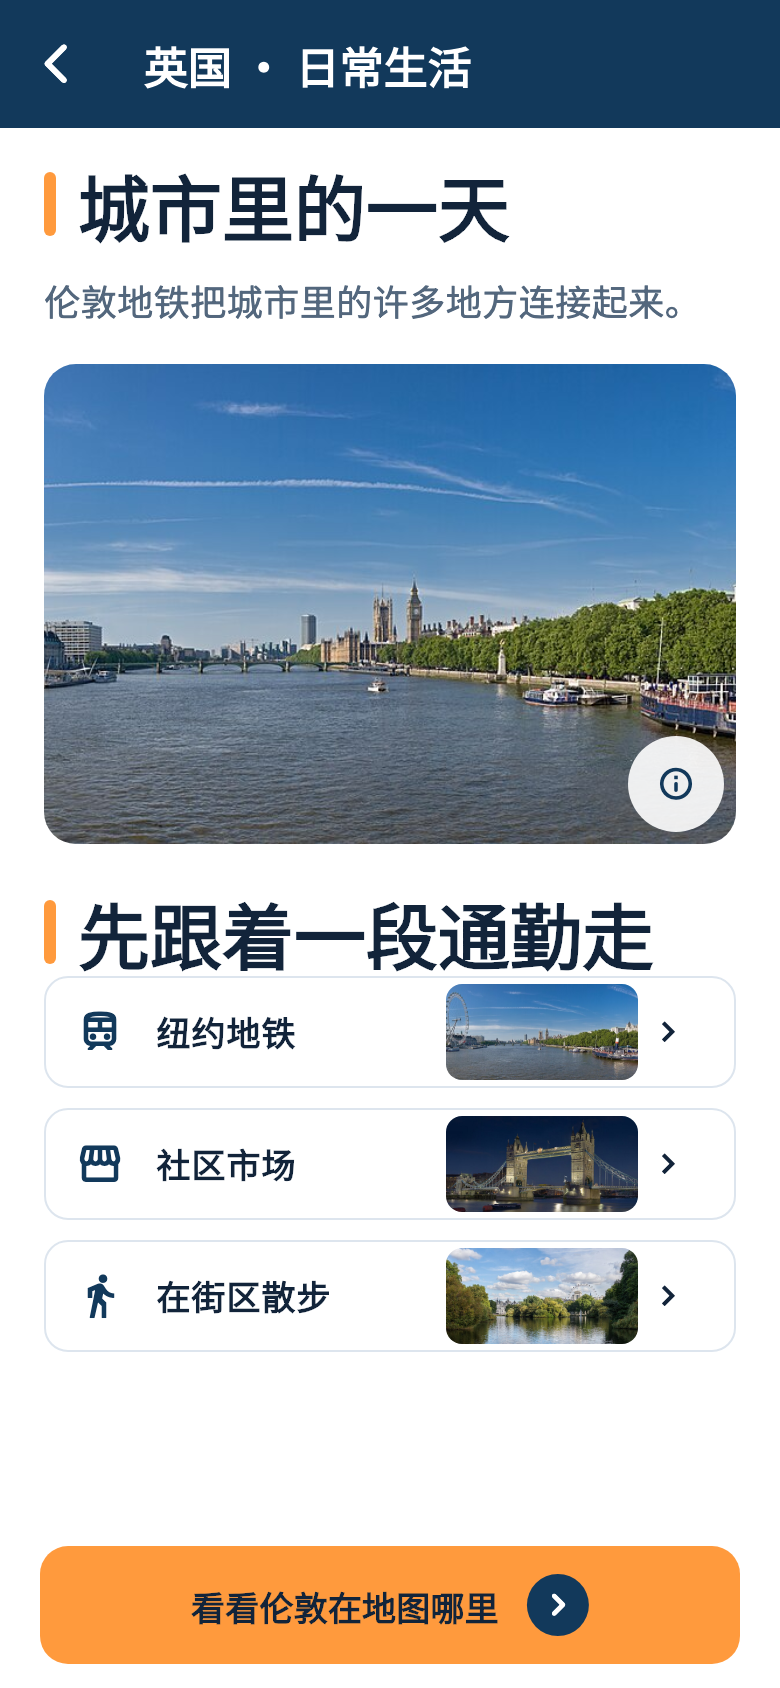 英国 · 日常生活
城市里的一天
伦敦地铁把城市里的许多地方连接起来。
先跟着一段通勤走
纽约地铁
社区市场
在街区散步
看看伦敦在地图哪里